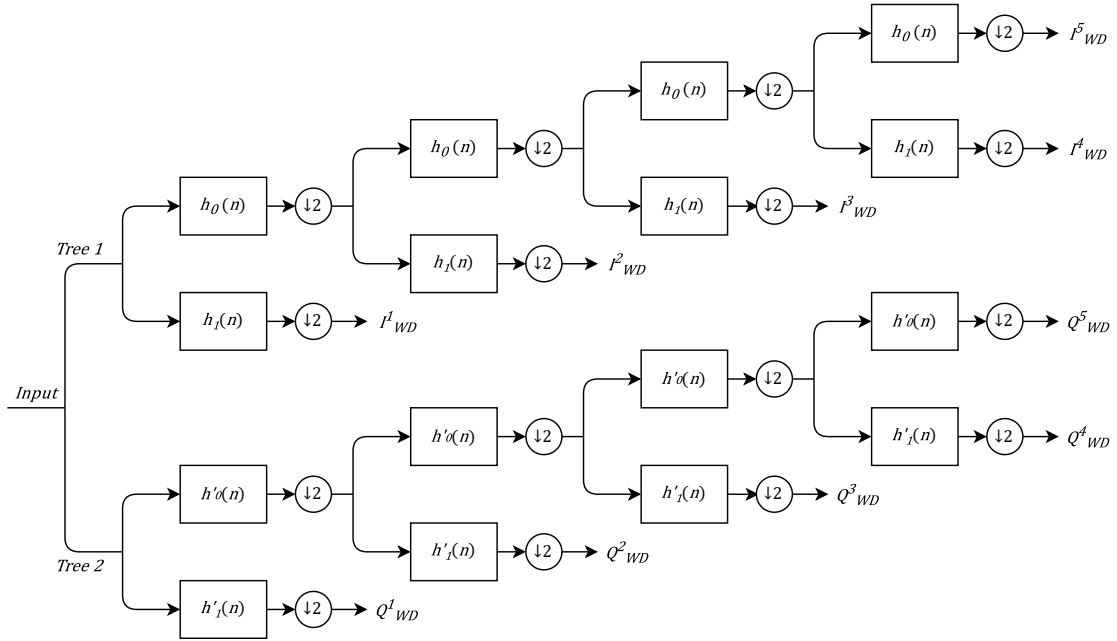 h₀(n) ↓2 I⁵WD
h₀(n) ↓2
h₀(n) ↓2 h₁(n) ↓2 I⁴WD
h₀(n) ↓2 h₁(n) ↓2 I³WD
Tree 1
h₁(n) ↓2 I²WD
h₁(n) ↓2 I¹WD
h'₀(n) ↓2 Q⁵WD
h'₀(n) ↓2
Input
h'₀(n) ↓2 h'₁(n) ↓2 Q⁴WD
h'₀(n) ↓2 h'₁(n) ↓2 Q³WD
h'₁(n) ↓2 Q²WD
Tree 2
h'₁(n) ↓2 Q¹WD